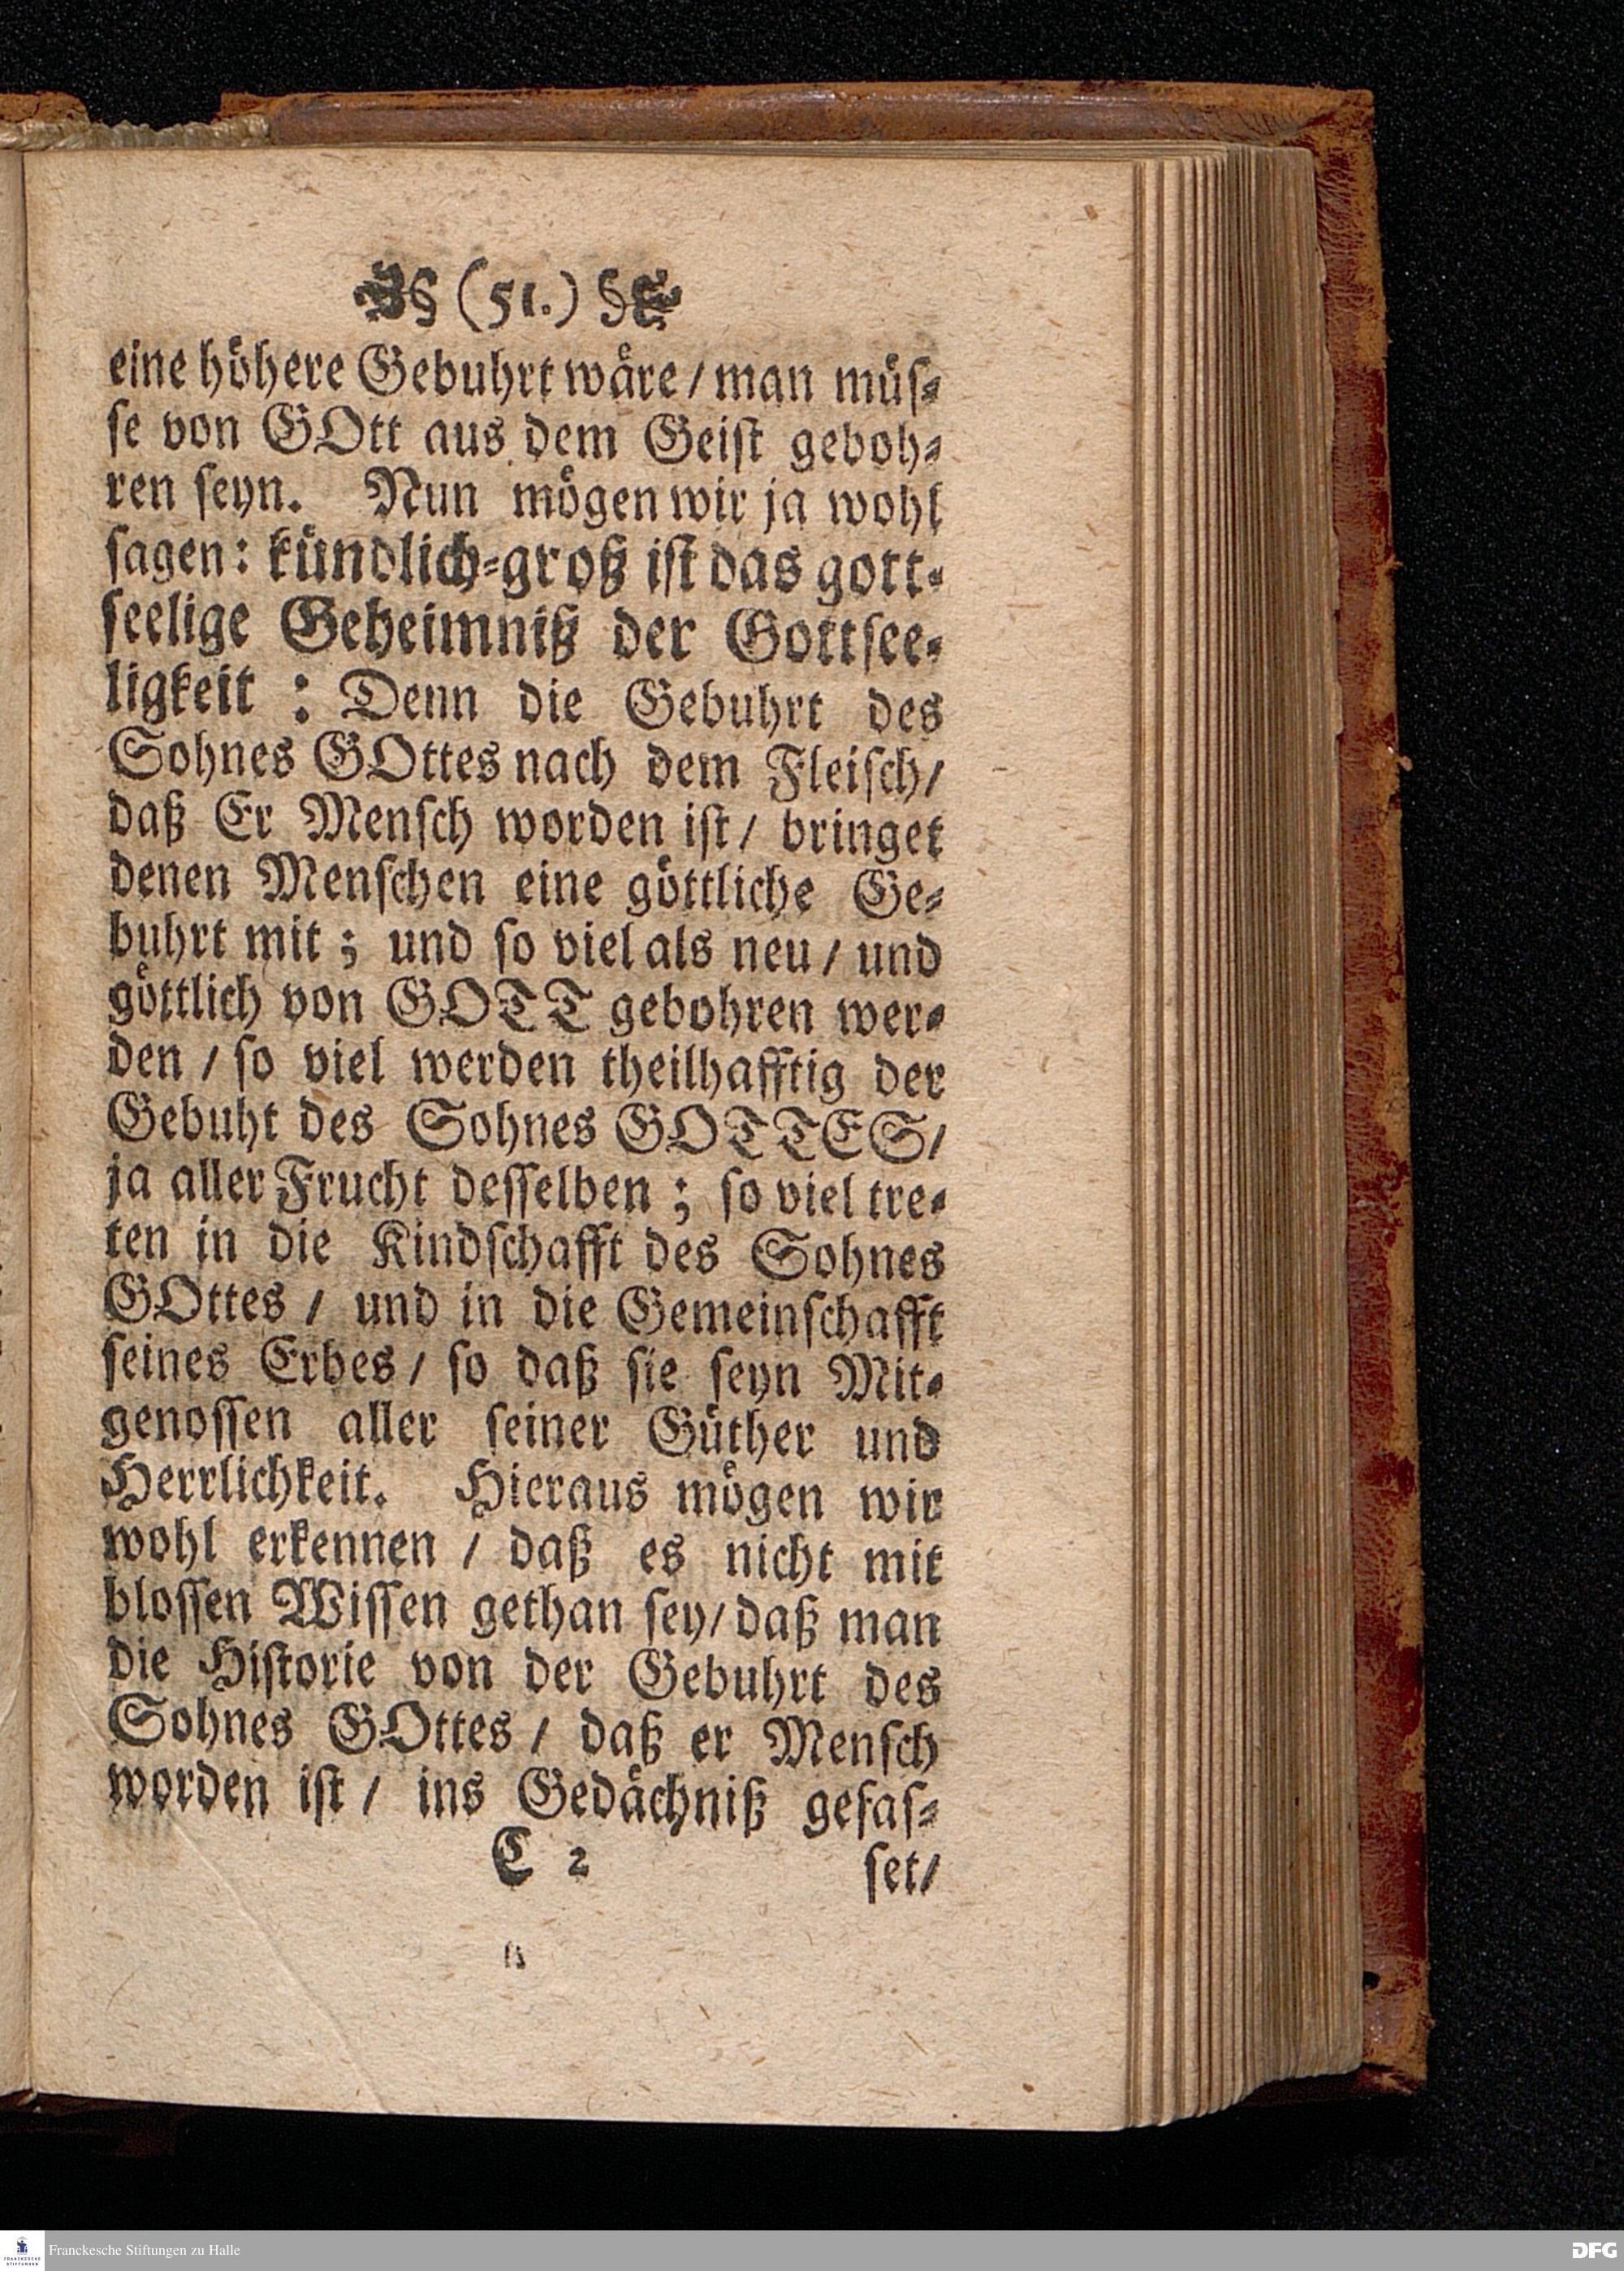 (51.)
eine höhere Gebuhrt wäre / man müſ⸗
ſe von GOtt aus dem Geiſt geboh⸗
ren ſeyn. Nun mögen wir ja wohl
ſagen: kündlich⸗groß iſt das gott⸗
ſeelige Geheimniß der Gottſee⸗
ligkeit : Denn die Gebuhrt des
Sohnes GOttes nach dem Fleiſch/
daß Er Menſch worden iſt / bringet
denen Menſchen eine göttliche Ge⸗
buhrt mit ; und ſo viel als neu / und
göttlich von GOTT gebohren wer⸗
den / ſo viel werden theilhafftig der
Gebuht des Sohnes GOTTES/
ja aller Frucht deſſelben ; ſo viel tre⸗
ten in die Kindſchafft des Sohnes
GOttes / und in die Gemeinſchafft
ſeines Erbes / ſo daß ſie ſeyn Mit⸗
genoſſen aller ſeiner Güther und
Herrlichkeit. Hieraus mögen wir
wohl erkennen / daß es nicht mit
bloſſen Wiſſen gethan ſey/ daß man
die Hiſtorie von der Gebuhrt des
Sohnes GOttes / daß er Menſch
worden iſt / ins Gedächniß gefaſ⸗
C 2 ſet/
FRANCKESCHE STIFTUNGEN
Franckesche Stiftungen zu Halle
DFG